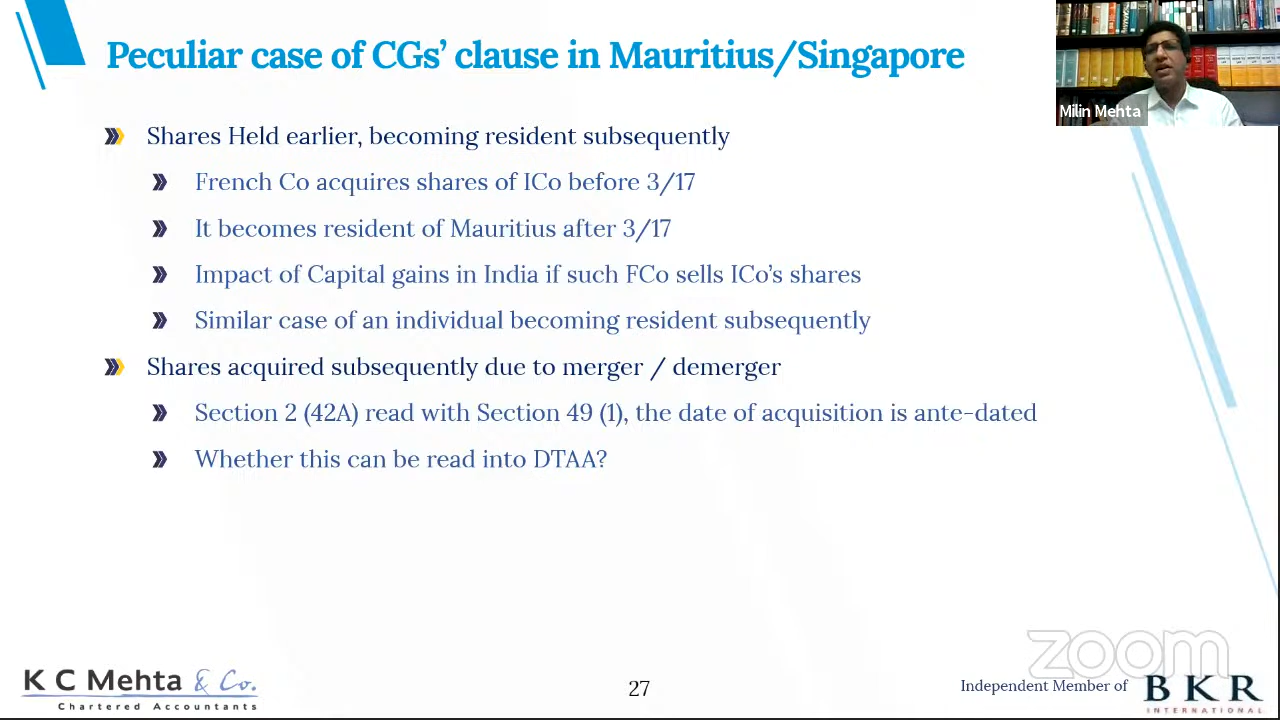 Peculiar case of CGs’ clause in Mauritius/Singapore
Milin Mehta
Shares Held earlier, becoming resident subsequently
French Co acquires shares of ICo before 3/17
It becomes resident of Mauritius after 3/17
Impact of Capital gains in India if such FCo sells ICo’s shares
Similar case of an individual becoming resident subsequently
Shares acquired subsequently due to merger / demerger
Section 2 (42A) read with Section 49 (1), the date of acquisition is ante-dated
Whether this can be read into DTAA?
zoom
K C Mehta & Co.
Chartered Accountants
27
Independent Member of
BKR
INTERNATIONAL